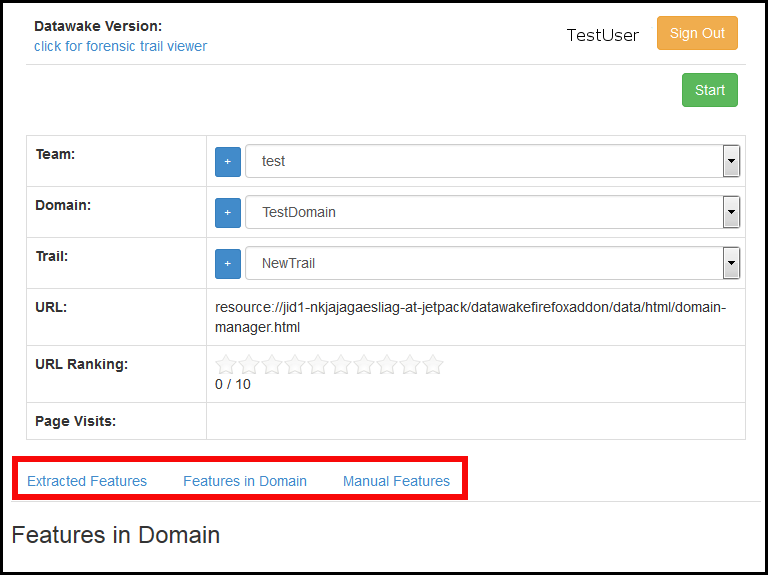 Datawake Version:
click for forensic trail viewer
TestUser
Sign Out
Start
Team:
+
test
Domain:
+
TestDomain
Trail:
+
NewTrail
URL:
resource://jid1-nkjajagaesliag-at-jetpack/datawakefirefoxaddon/data/html/domain-
manager.html
URL Ranking:
0 / 10
Page Visits:
Extracted Features Features in Domain Manual Features
Features in Domain